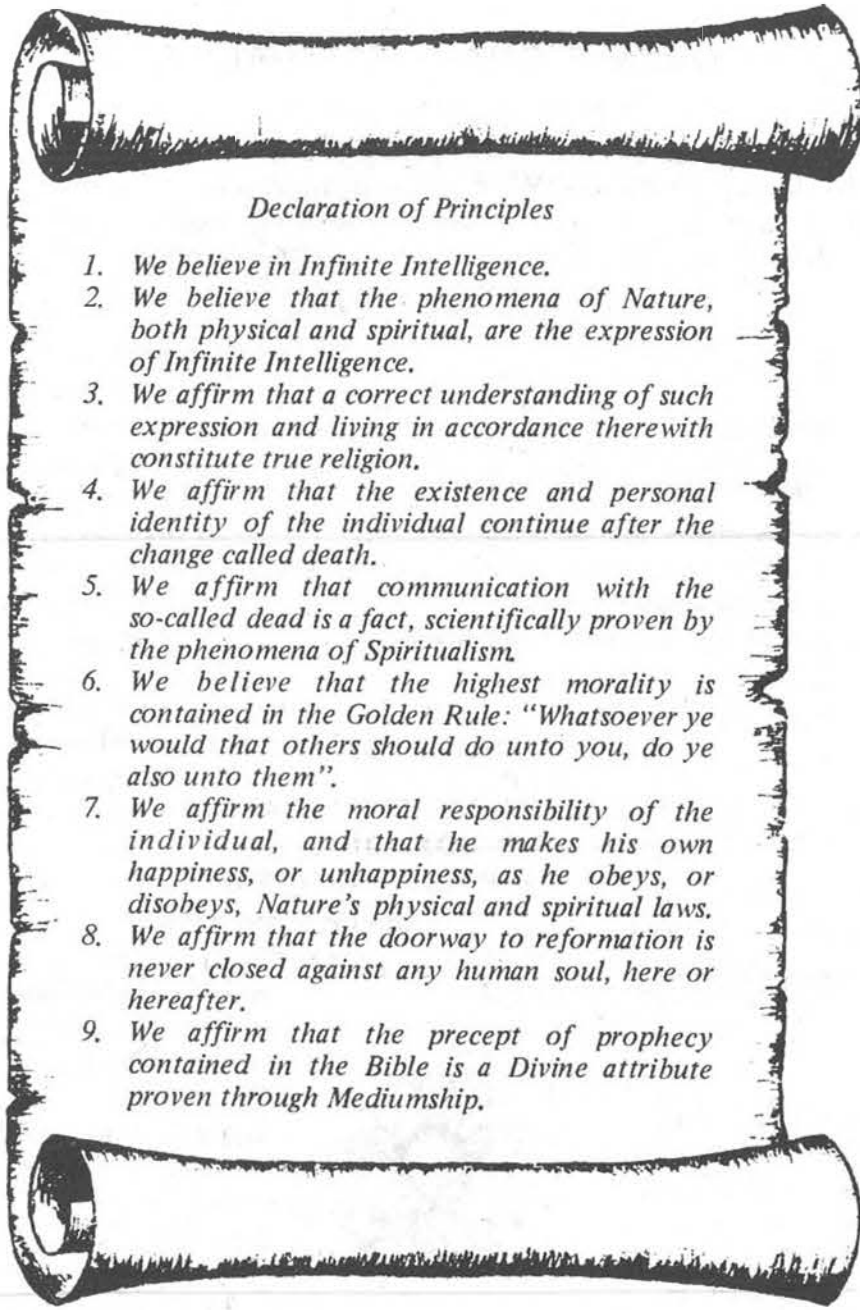 Declaration of Principles
1. We believe in Infinite Intelligence.
2. We believe that the phenomena of Nature,
both physical and spiritual, are the expression
of Infinite Intelligence.
3. We affirm that a correct understanding of such
expression and living in accordance therewith
constitute true religion.
4. We affirm that the existence and personal
identity of the individual continue after the
change called death.
5. We affirm that communication with the
so-called dead is a fact, scientifically proven by
the phenomena of Spiritualism.
6. We believe that the highest morality is
contained in the Golden Rule: “Whatsoever ye
would that others should do unto you, do ye
also unto them”.
7. We affirm the moral responsibility of the
individual, and that he makes his own
happiness, or unhappiness, as he obeys, or
disobeys, Nature's physical and spiritual laws.
8. We affirm that the doorway to reformation is
never closed against any human soul, here or
hereafter.
9. We affirm that the precept of prophecy
contained in the Bible is a Divine attribute
proven through Mediumship.